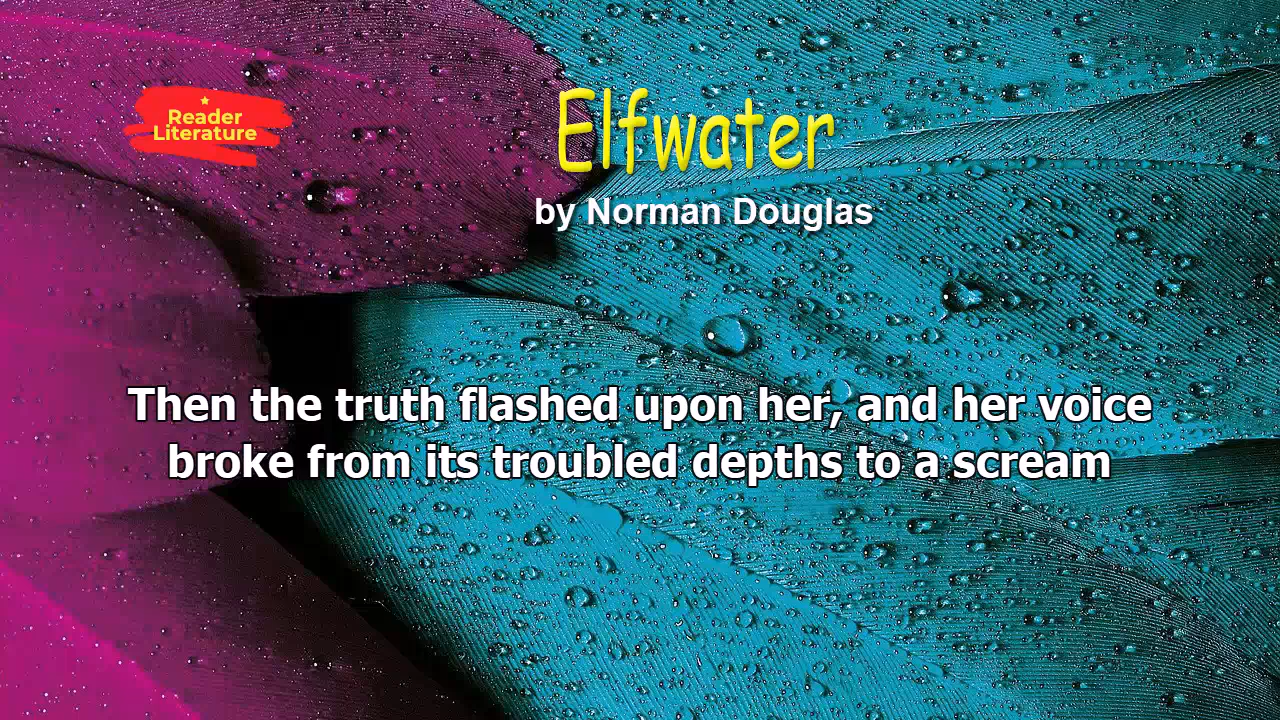 Reader
Literature
Elfwater
by Norman Douglas
Then the truth flashed upon her, and her voice
broke from its troubled depths to a scream